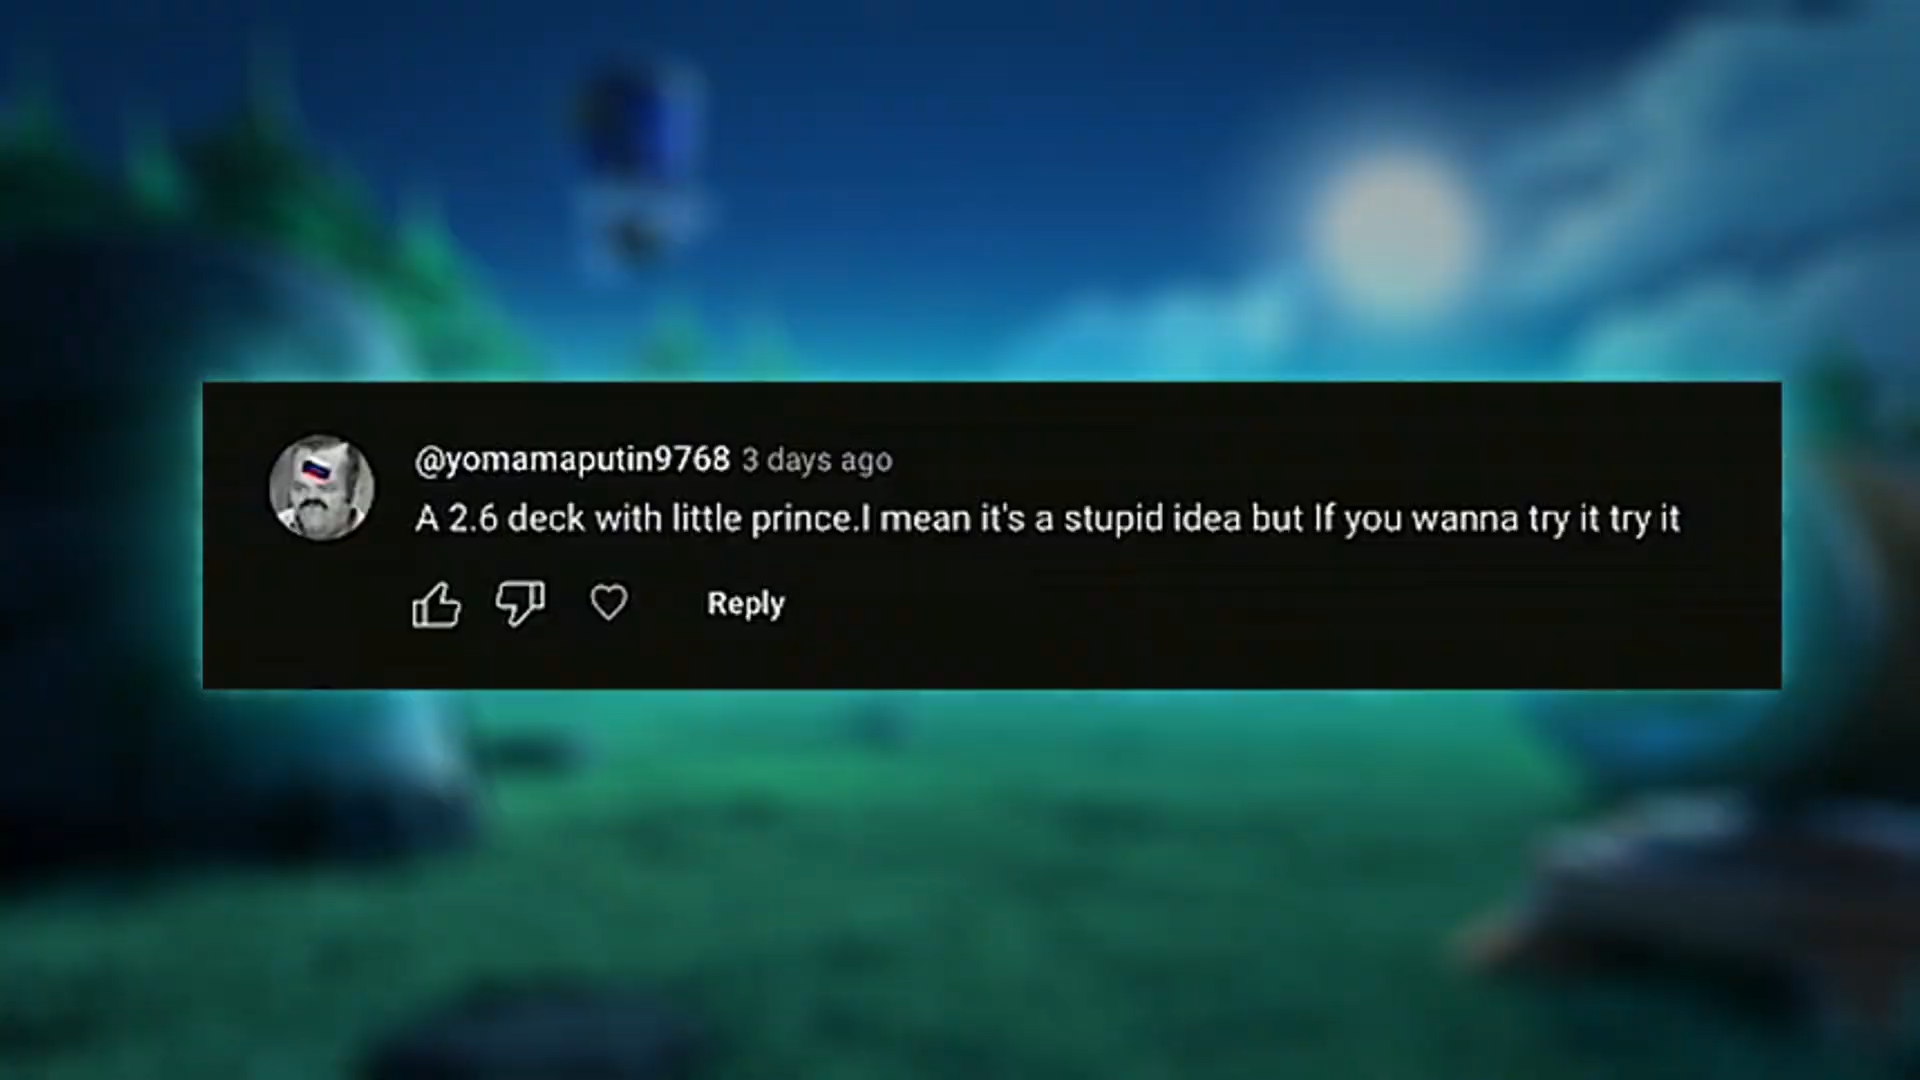 @yomamaputin9768 3 days ago
A 2.6 deck with little prince.I mean it's a stupid idea but If you wanna try it try it
Reply